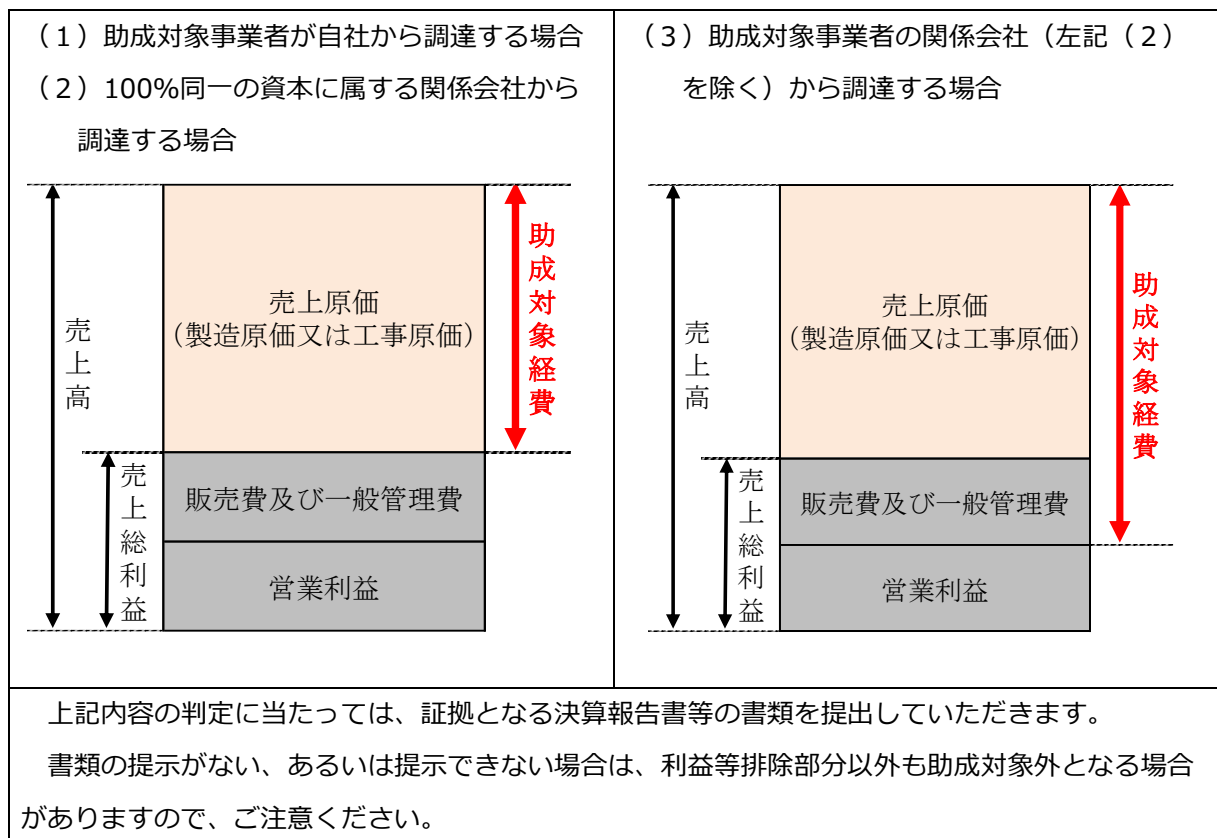 （１）助成対象事業者が自社から調達する場合
（２）100%同一の資本に属する関係会社から
調達する場合
売上高
売上原価
（製造原価又は工事原価）
助成対象経費
売上総利益
販売費及び一般管理費
営業利益
（３）助成対象事業者の関係会社（左記（２）
を除く）から調達する場合
売上高
売上原価
（製造原価又は工事原価）
助成対象経費
売上総利益
販売費及び一般管理費
営業利益
上記内容の判定に当たっては、証拠となる決算報告書等の書類を提出していただきます。
書類の提示がない、あるいは提示できない場合は、利益等排除部分以外も助成対象外となる場合
がありますので、ご注意ください。